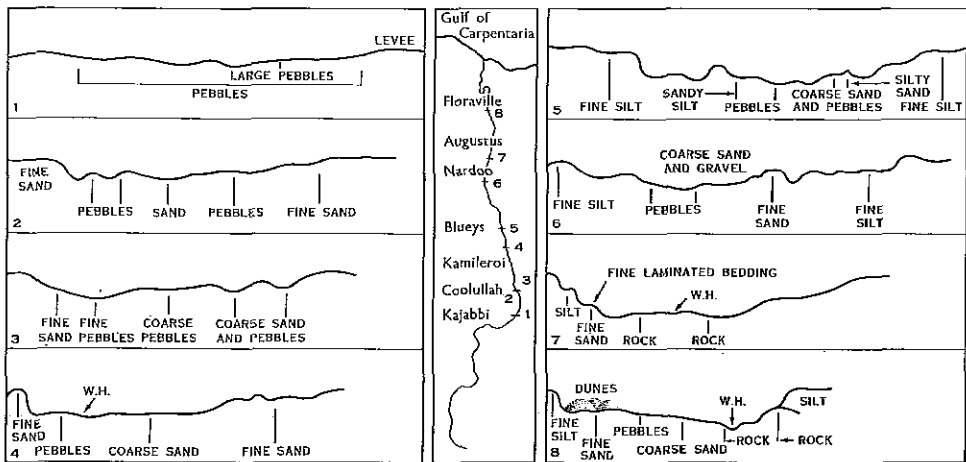 LEVEE
LARGE PEBBLES
PEBBLES
1
FINE
SAND
PEBBLES SAND PEBBLES FINE SAND
2
FINE
SAND
FINE
PEBBLES
COARSE
PEBBLES
COARSE SAND
AND PEBBLES
3
W.H.
FINE
SAND
PEBBLES COARSE SAND FINE SAND
4
Gulf of
Carpentaria
Floraville
8
Augustus
7
Nardoo
6
Blueys
5
4
Kamileroi
3
Coolullah
2
Kajabbi
1
FINE SILT
SANDY
SILT
PEBBLES
COARSE SAND
AND PEBBLES
SILTY
SAND
FINE SILT
5
COARSE SAND
AND GRAVEL
FINE SILT
PEBBLES
FINE
SAND
FINE
SILT
6
FINE LAMINATED BEDDING
W.H.
SILT
FINE
SAND
ROCK ROCK
7
DUNES
W.H.
SILT
FINE
SILT
FINE
SAND
PEBBLES
COARSE SAND
ROCK
ROCK
8